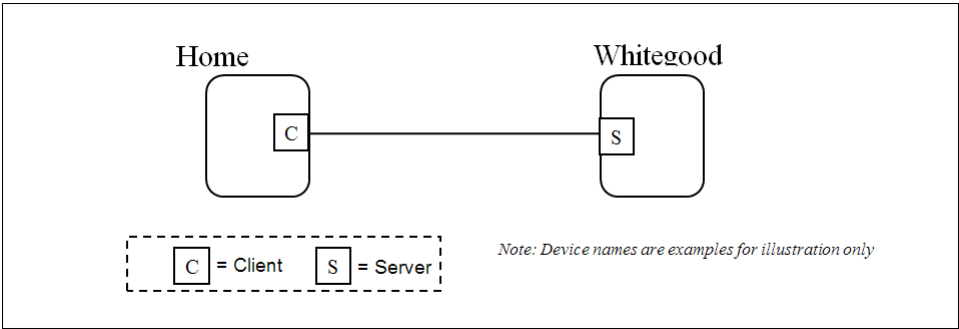 Home
Whitegood
C
S
C = Client
S = Server
Note: Device names are examples for illustration only